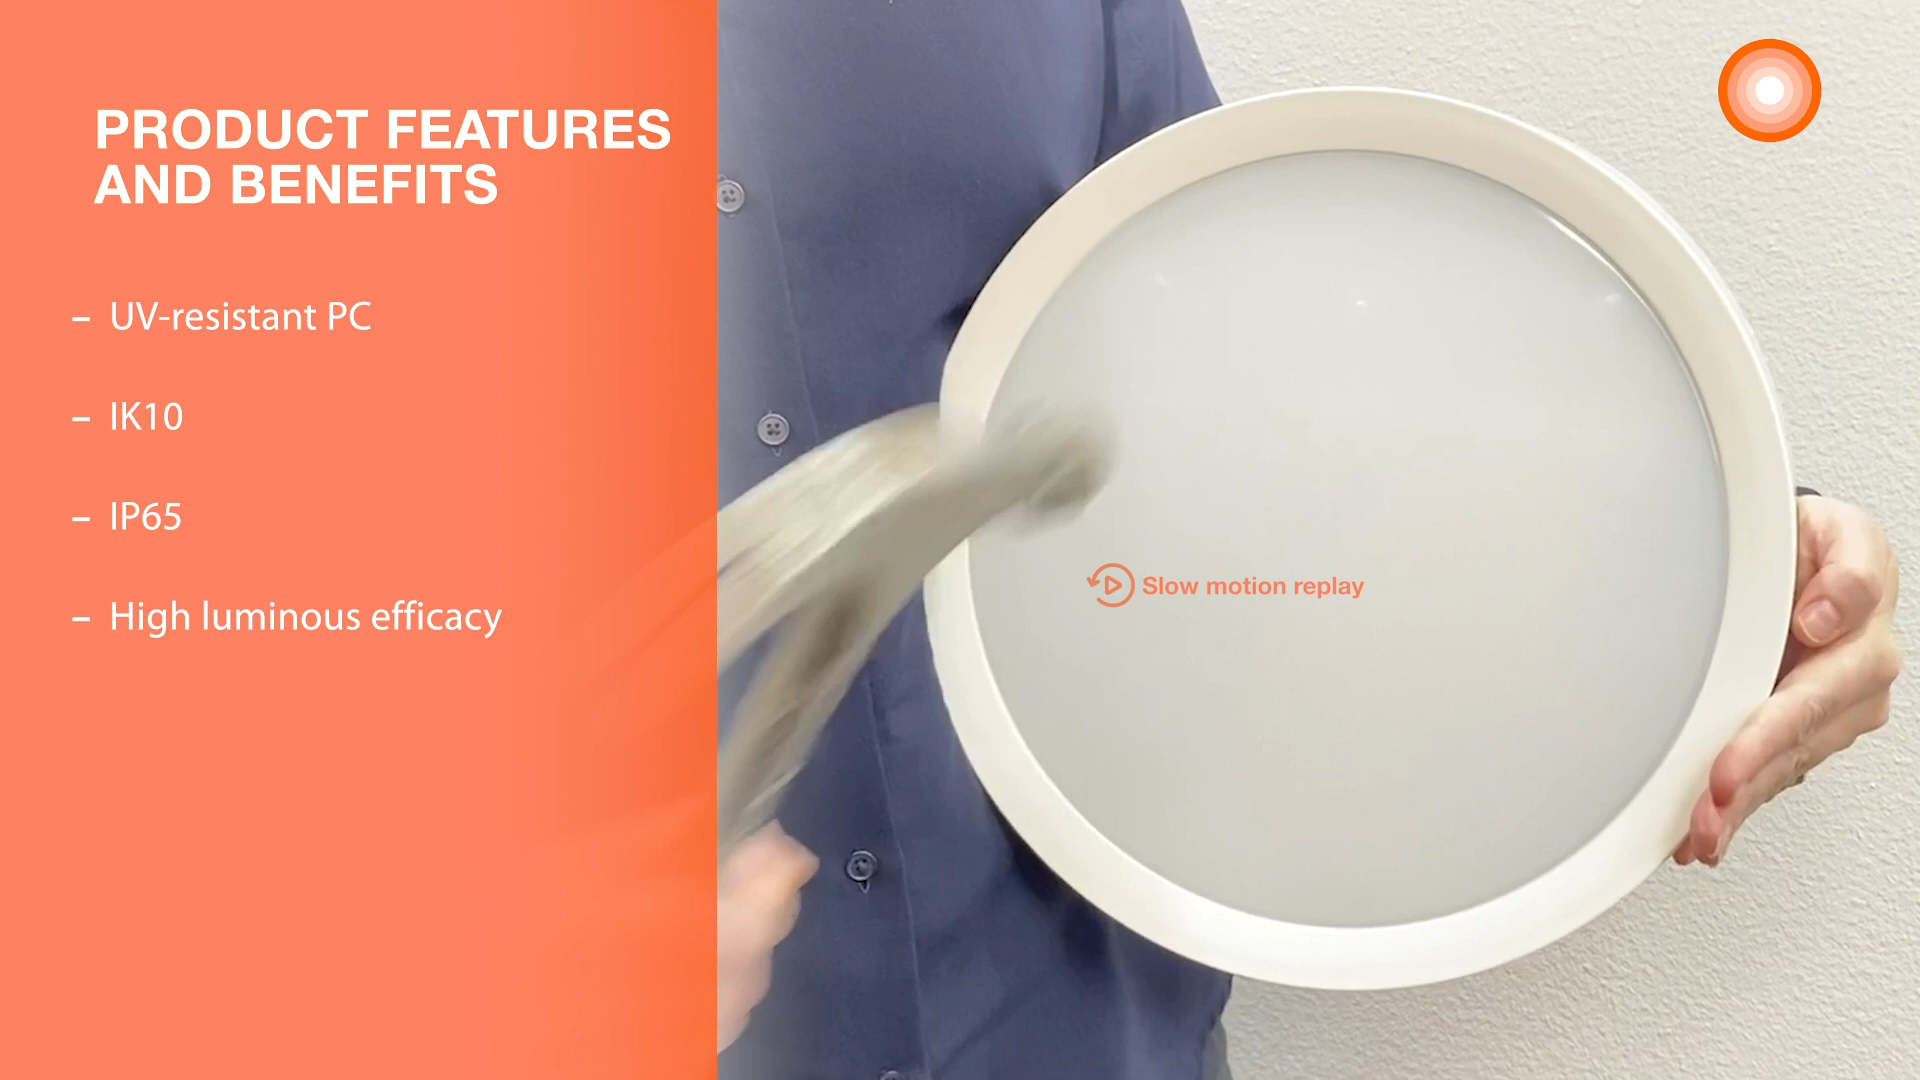 PRODUCT FEATURES
AND BENEFITS
– UV-resistant PC
– IK10
– IP65
– High luminous efficacy
Slow motion replay